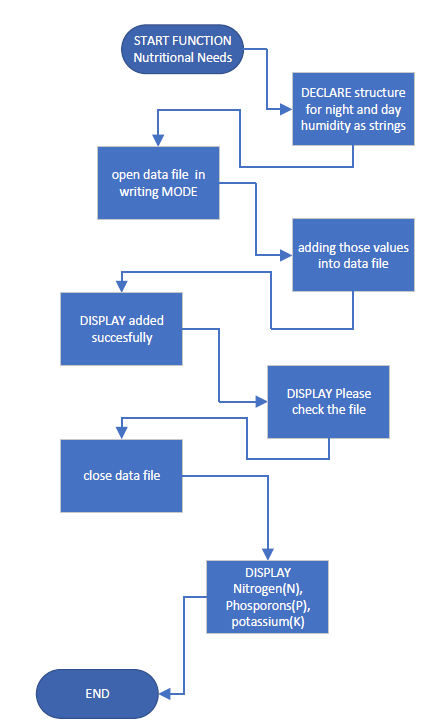 START FUNCTION
Nutritional Needs
DECLARE structure
for night and day
humidity as strings
open data file in
writing MODE
adding those values
into data file
DISPLAY added
succesfully
DISPLAY Please
check the file
close data file
DISPLAY
Nitrogen(N),
Phosporons(P),
potassium(K)
END